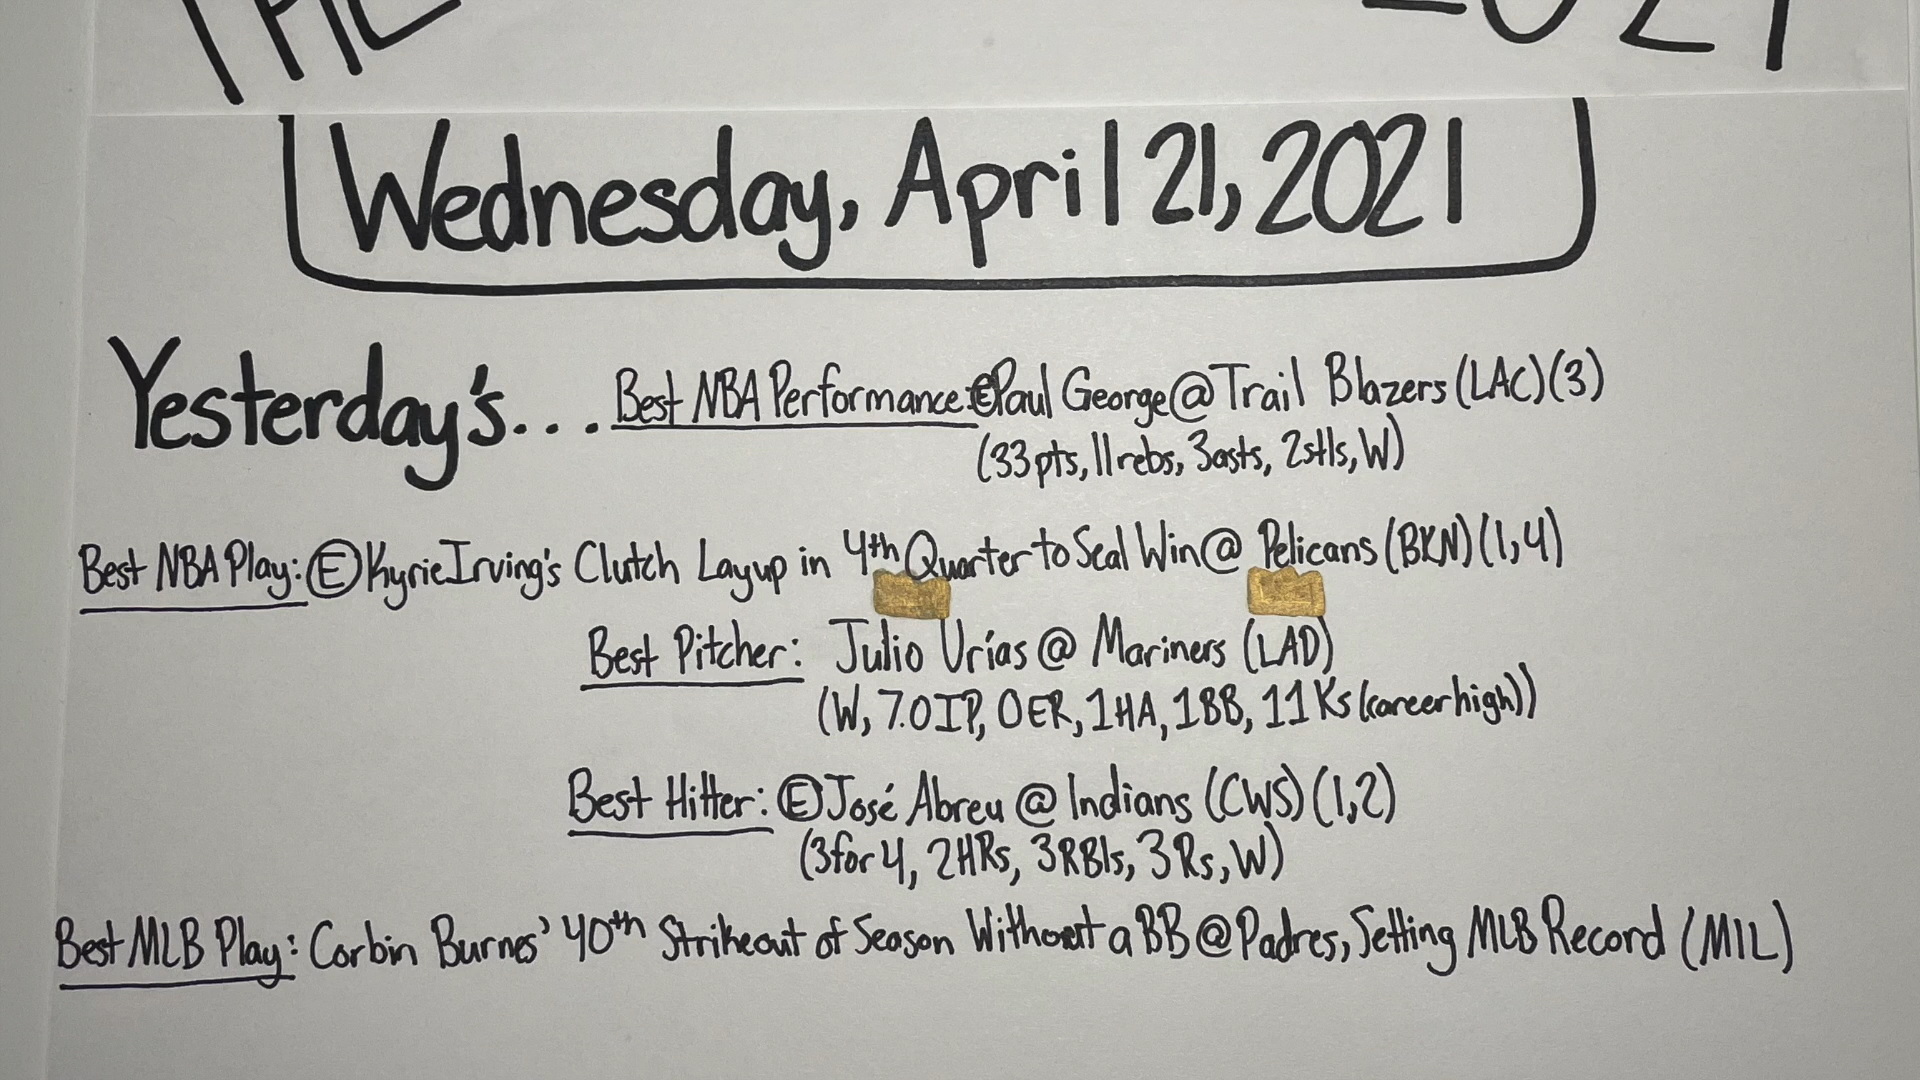 THE 2021
Wednesday, April 21, 2021
Yesterday's... Best NBA Performance: ⒺPaul George @ Trail Blazers (LAC) (3)
(33 pts, 11 rebs, 3 asts, 2 stls, W)
Best NBA Play: Ⓔ Kyrie Irving's Clutch Layup in 4th Quarter to Seal Win @ Pelicans (BKN) (1,4)
Best Pitcher: Julio Urías @ Mariners (LAD)
(W, 7.0 IP, 0 ER, 1 HA, 1 BB, 11 Ks (career high))
Best Hitter: Ⓔ José Abreu @ Indians (CWS) (1,2)
(3 for 4, 2 HRs, 3 RBIs, 3 Rs, W)
Best MLB Play: Corbin Burnes' 40th Strikeout of Season Without a BB @ Padres, Setting MLB Record (MIL)